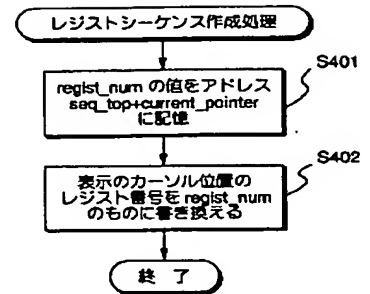 レジストシーケンス作成処理
S401
regist_num の値をアドレス
seq_top+current_pointer
に記憶
S402
表示のカーソル位置の
レジスト番号を regist_num
のものに書き換える
終 了